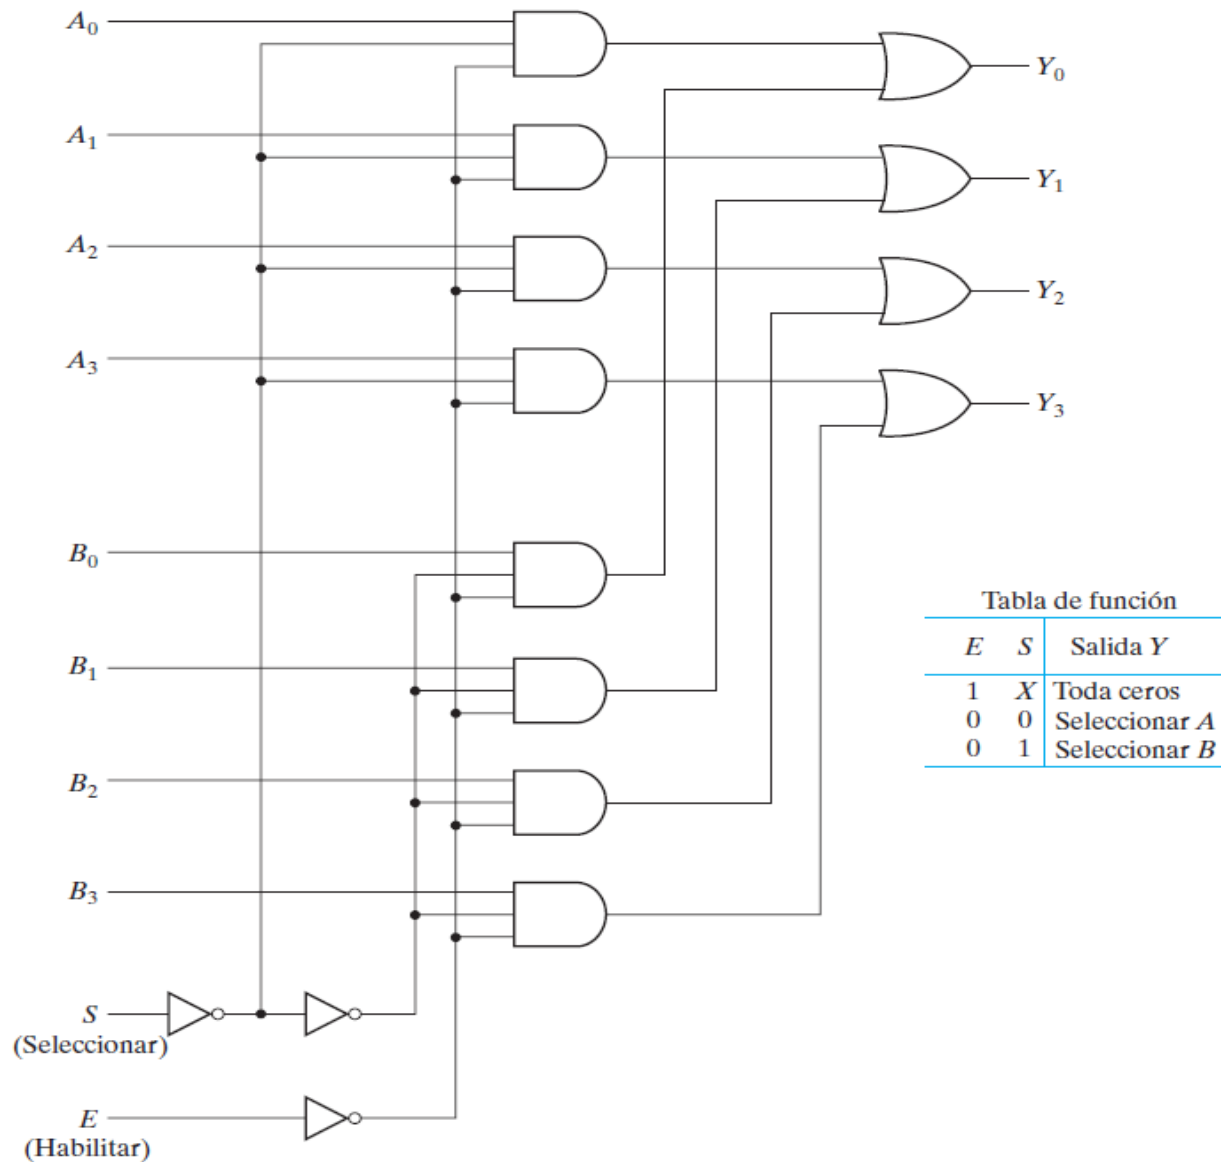 A₀
Y₀
A₁
Y₁
A₂
Y₂
A₃
Y₃
B₀
B₁
B₂
B₃
S
(Seleccionar)
E
(Habilitar)
Tabla de función
E S Salida Y
1 X Toda ceros
0 0 Seleccionar A
0 1 Seleccionar B